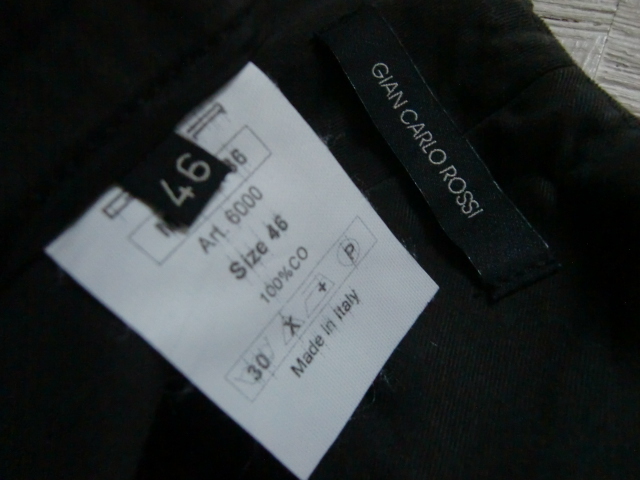 GIAN CARLO ROSSI
46
Art. 6000
Size 46
100%CO
30 X + P
Made in Italy